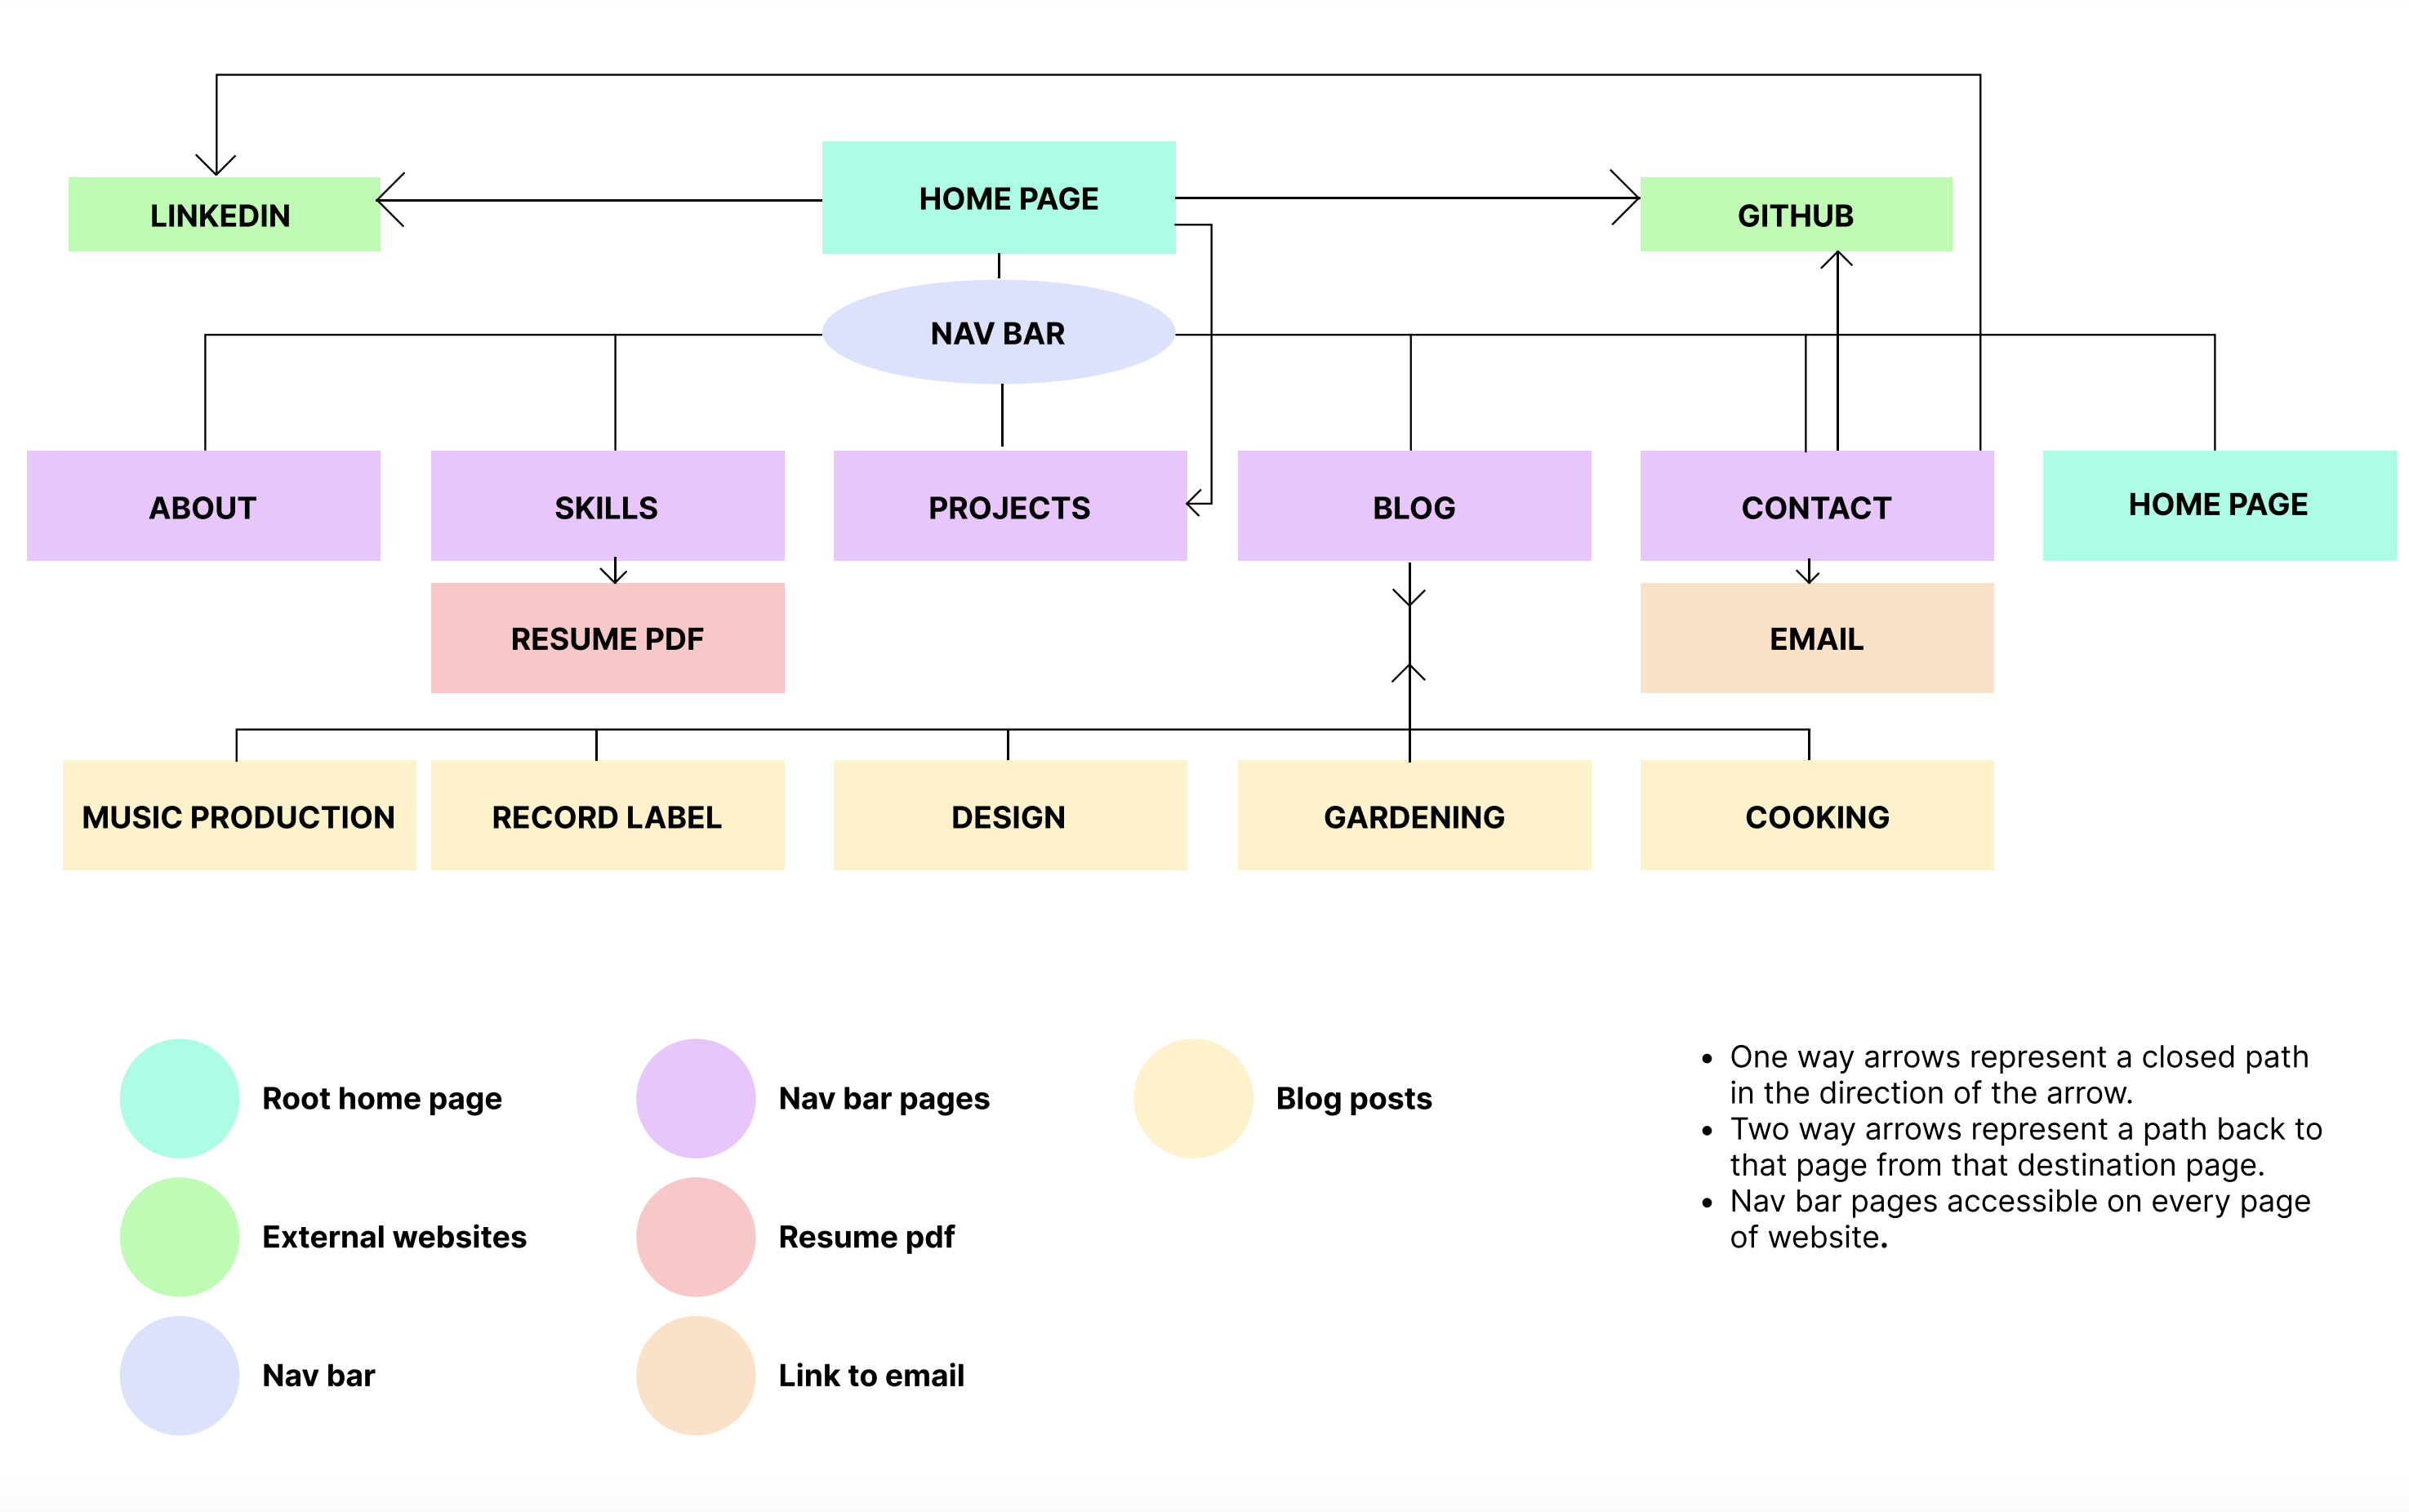 HOME PAGE
LINKEDIN
GITHUB
NAV BAR
ABOUT
SKILLS
PROJECTS
BLOG
CONTACT
HOME PAGE
RESUME PDF
EMAIL
MUSIC PRODUCTION
RECORD LABEL
DESIGN
GARDENING
COOKING
Root home page
External websites
Nav bar
Nav bar pages
Resume pdf
Link to email
Blog posts
• One way arrows represent a closed path
in the direction of the arrow.
• Two way arrows represent a path back to
that page from that destination page.
• Nav bar pages accessible on every page
of website.